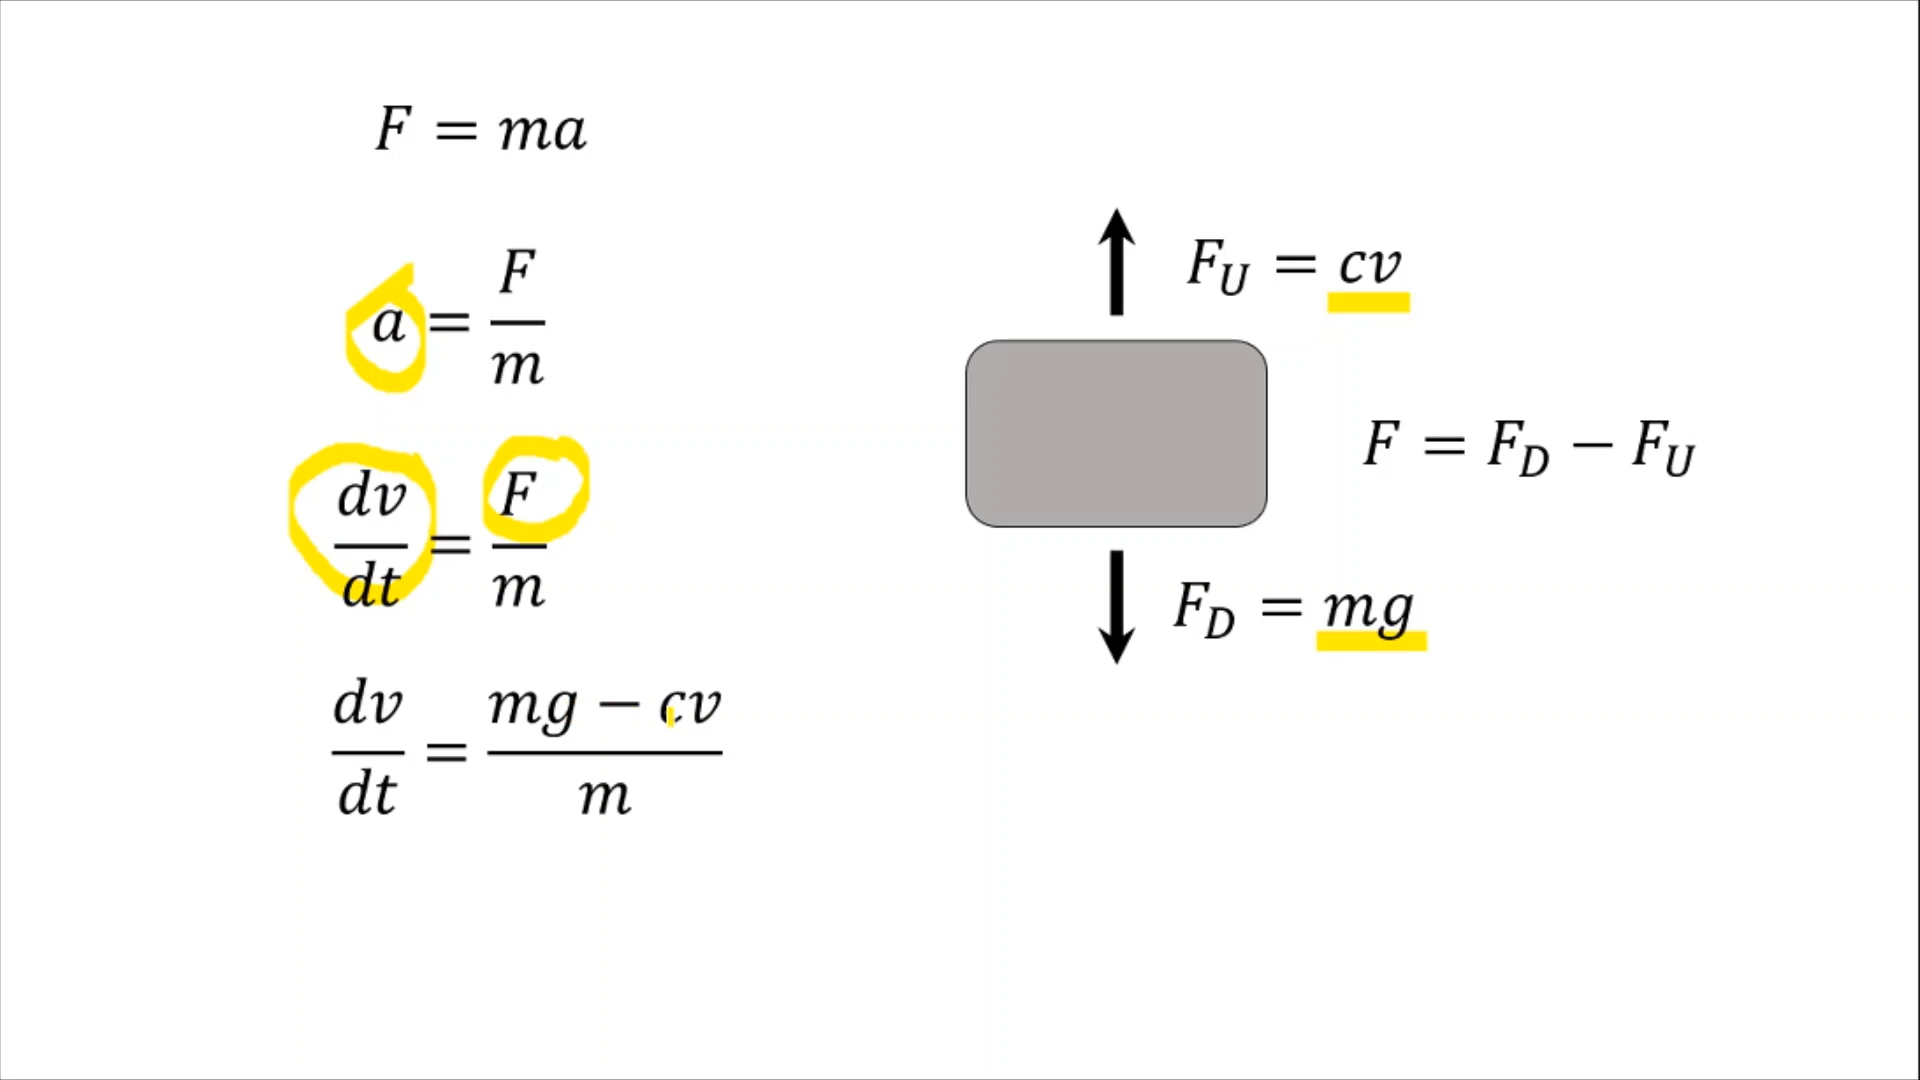 F = ma
a = F/m
dv/dt = F/m
dv/dt = (mg − cv)/m
F_U = cv
F = F_D − F_U
F_D = mg